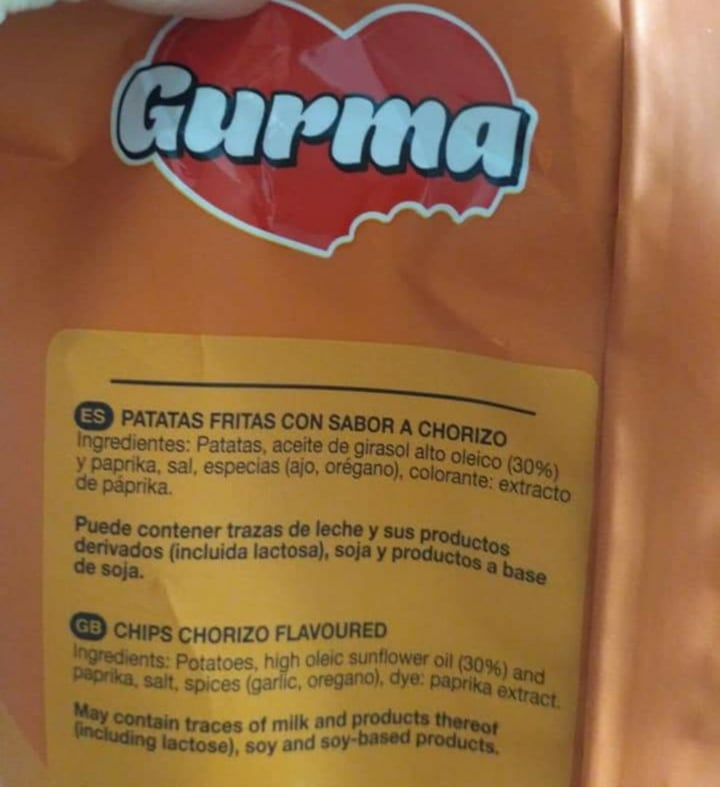 Gurma
ES PATATAS FRITAS CON SABOR A CHORIZO
Ingredientes: Patatas, aceite de girasol alto oleico (30%)
y paprika, sal, especias (ajo, orégano), colorante: extracto
de páprika.
Puede contener trazas de leche y sus productos
derivados (incluida lactosa), soja y productos a base
de soja.
GB CHIPS CHORIZO FLAVOURED
Ingredients: Potatoes, high oleic sunflower oil (30%) and
paprika, salt, spices (garlic, oregano), dye: paprika extract.
May contain traces of milk and products thereof
(including lactose), soy and soy-based products.